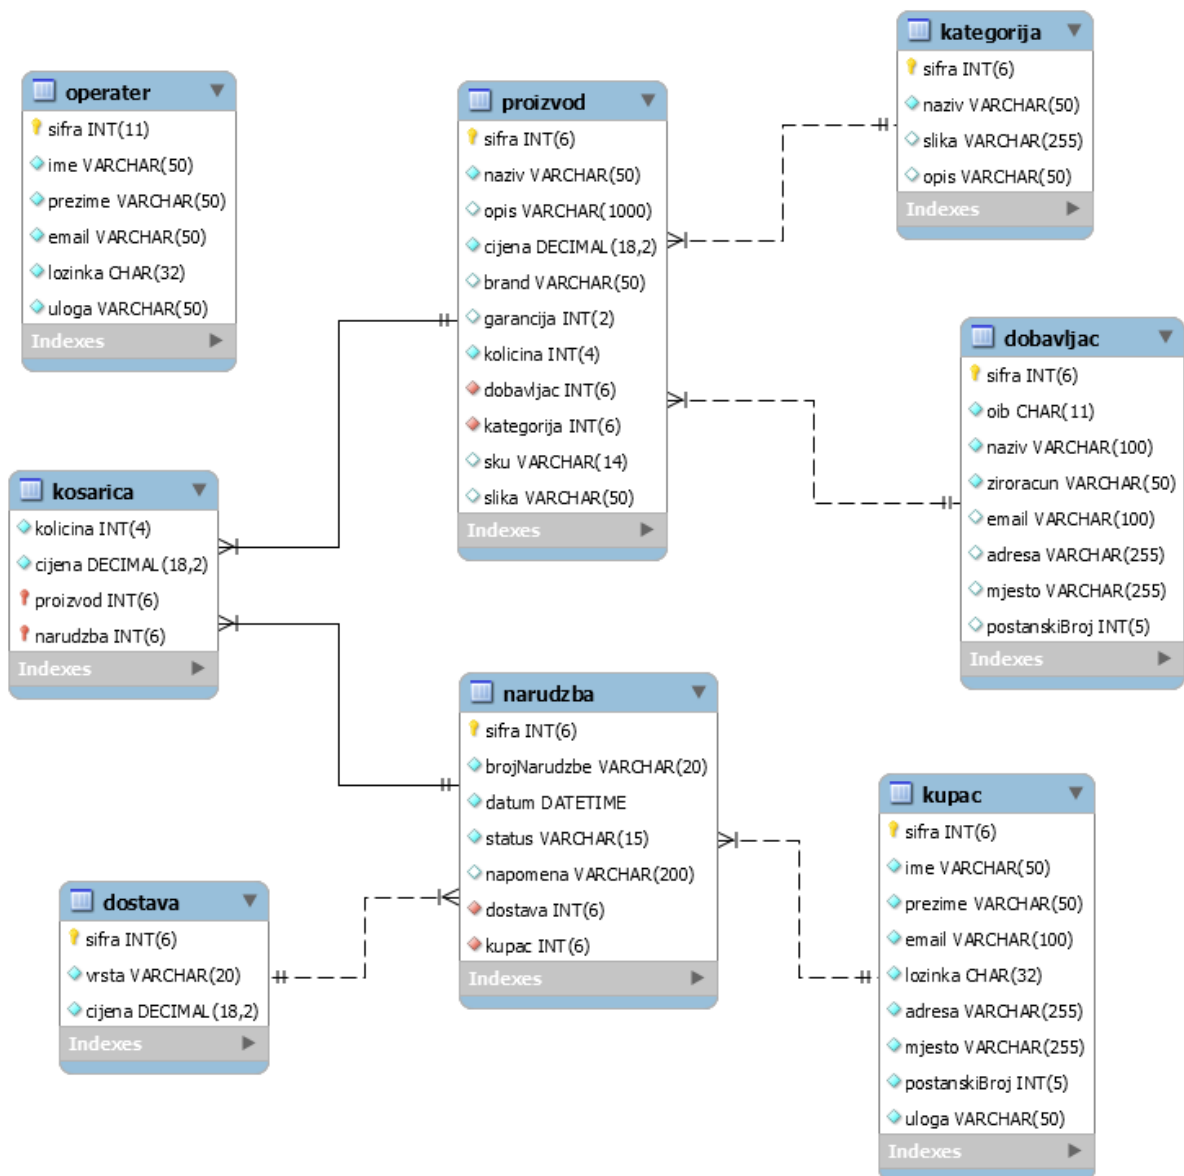 operater
sifra INT(11)
ime VARCHAR(50)
prezime VARCHAR(50)
email VARCHAR(50)
lozinka CHAR(32)
uloga VARCHAR(50)
Indexes
proizvod
sifra INT(6)
naziv VARCHAR(50)
opis VARCHAR(1000)
cijena DECIMAL(18,2)
brand VARCHAR(50)
garancija INT(2)
kolicina INT(4)
dobavljac INT(6)
kategorija INT(6)
sku VARCHAR(14)
slika VARCHAR(50)
Indexes
kategorija
sifra INT(6)
naziv VARCHAR(50)
slika VARCHAR(255)
opis VARCHAR(50)
Indexes
dobavljac
sifra INT(6)
oib CHAR(11)
naziv VARCHAR(100)
ziroracun VARCHAR(50)
email VARCHAR(100)
adresa VARCHAR(255)
mjesto VARCHAR(255)
postanskiBroj INT(5)
Indexes
kosarica
kolicina INT(4)
cijena DECIMAL(18,2)
proizvod INT(6)
narudzba INT(6)
Indexes
narudzba
sifra INT(6)
brojNarudzbe VARCHAR(20)
datum DATETIME
status VARCHAR(15)
napomena VARCHAR(200)
dostava INT(6)
kupac INT(6)
Indexes
kupac
sifra INT(6)
ime VARCHAR(50)
prezime VARCHAR(50)
email VARCHAR(100)
lozinka CHAR(32)
adresa VARCHAR(255)
mjesto VARCHAR(255)
postanskiBroj INT(5)
uloga VARCHAR(50)
Indexes
dostava
sifra INT(6)
vrsta VARCHAR(20)
cijena DECIMAL(18,2)
Indexes